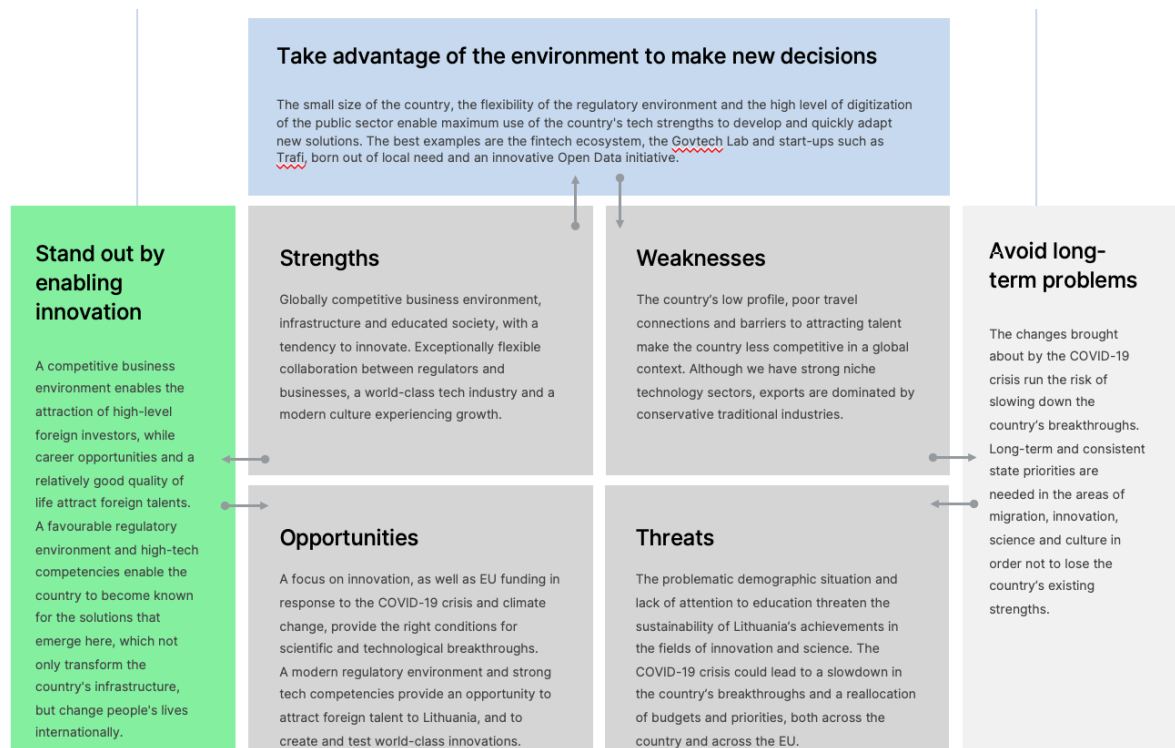 Take advantage of the environment to make new decisions
The small size of the country, the flexibility of the regulatory environment and the high level of digitization
of the public sector enable maximum use of the country's tech strengths to develop and quickly adapt
new solutions. The best examples are the fintech ecosystem, the Govtech Lab and start-ups such as
Trafi, born out of local need and an innovative Open Data initiative.
Stand out by
enabling
innovation
A competitive business
environment enables the
attraction of high-level
foreign investors, while
career opportunities and a
relatively good quality of
life attract foreign talents.
A favourable regulatory
environment and high-tech
competencies enable the
country to become known
for the solutions that
emerge here, which not
only transform the
country's infrastructure,
but change people's lives
internationally.
Strengths
Globally competitive business environment,
infrastructure and educated society, with a
tendency to innovate. Exceptionally flexible
collaboration between regulators and
businesses, a world-class tech industry and a
modern culture experiencing growth.
Weaknesses
The country's low profile, poor travel
connections and barriers to attracting talent
make the country less competitive in a global
context. Although we have strong niche
technology sectors, exports are dominated by
conservative traditional industries.
Opportunities
A focus on innovation, as well as EU funding in
response to the COVID-19 crisis and climate
change, provide the right conditions for
scientific and technological breakthroughs.
A modern regulatory environment and strong
tech competencies provide an opportunity to
attract foreign talent to Lithuania, and to
create and test world-class innovations.
Threats
The problematic demographic situation and
lack of attention to education threaten the
sustainability of Lithuania's achievements in
the fields of innovation and science. The
COVID-19 crisis could lead to a slowdown in
the country's breakthroughs and a reallocation
of budgets and priorities, both across the
country and across the EU.
Avoid long-
term problems
The changes brought
about by the COVID-19
crisis run the risk of
slowing down the
country's breakthroughs.
Long-term and consistent
state priorities are
needed in the areas of
migration, innovation,
science and culture in
order not to lose the
country's existing
strengths.